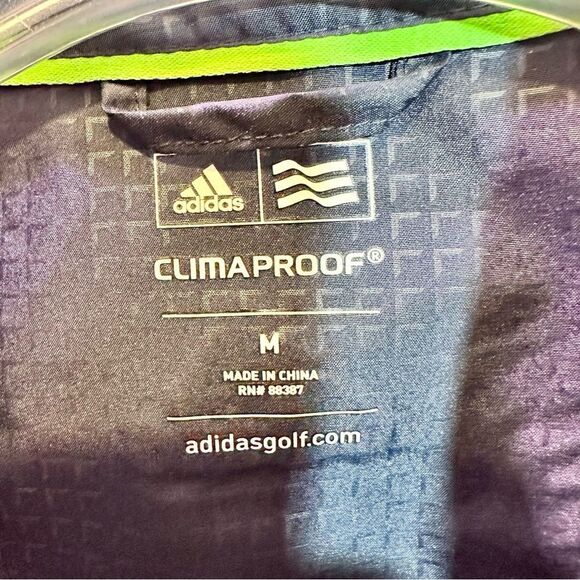 adidas
CLIMAPROOF®
M
MADE IN CHINA
RN# 88387
adidasgolf.com